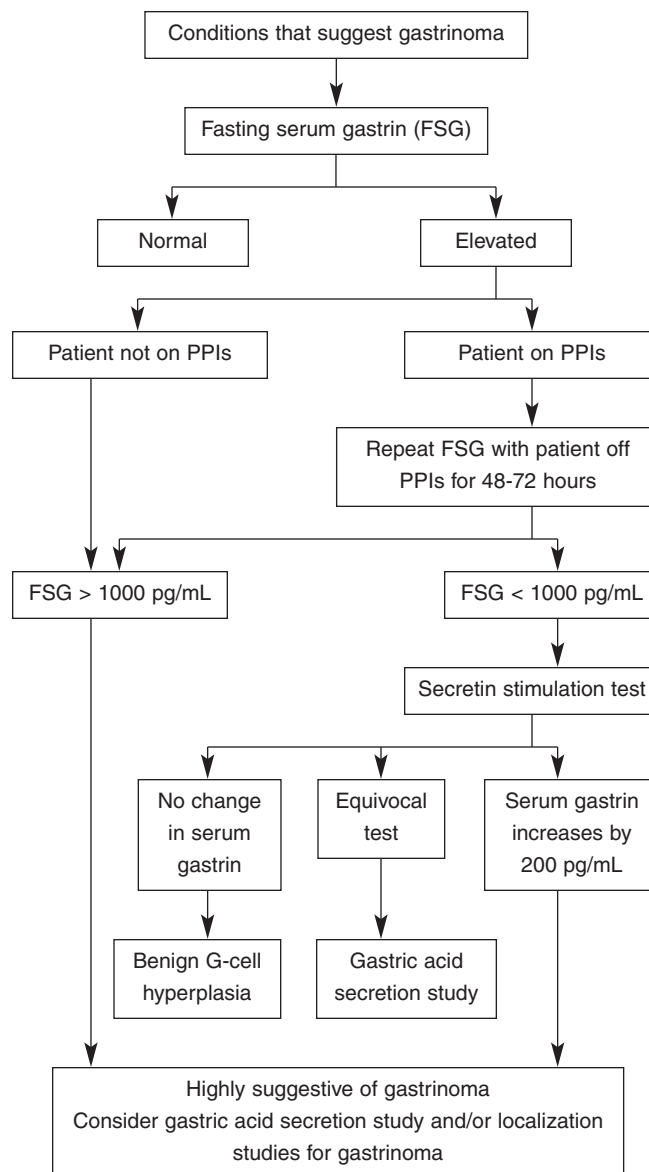 Conditions that suggest gastrinoma
Fasting serum gastrin (FSG)
Normal
Elevated
Patient not on PPIs
Patient on PPIs
Repeat FSG with patient off
PPIs for 48-72 hours
FSG > 1000 pg/mL
FSG < 1000 pg/mL
Secretin stimulation test
No change
in serum
gastrin
Equivocal
test
Serum gastrin
increases by
200 pg/mL
Benign G-cell
hyperplasia
Gastric acid
secretion study
Highly suggestive of gastrinoma
Consider gastric acid secretion study and/or localization
studies for gastrinoma